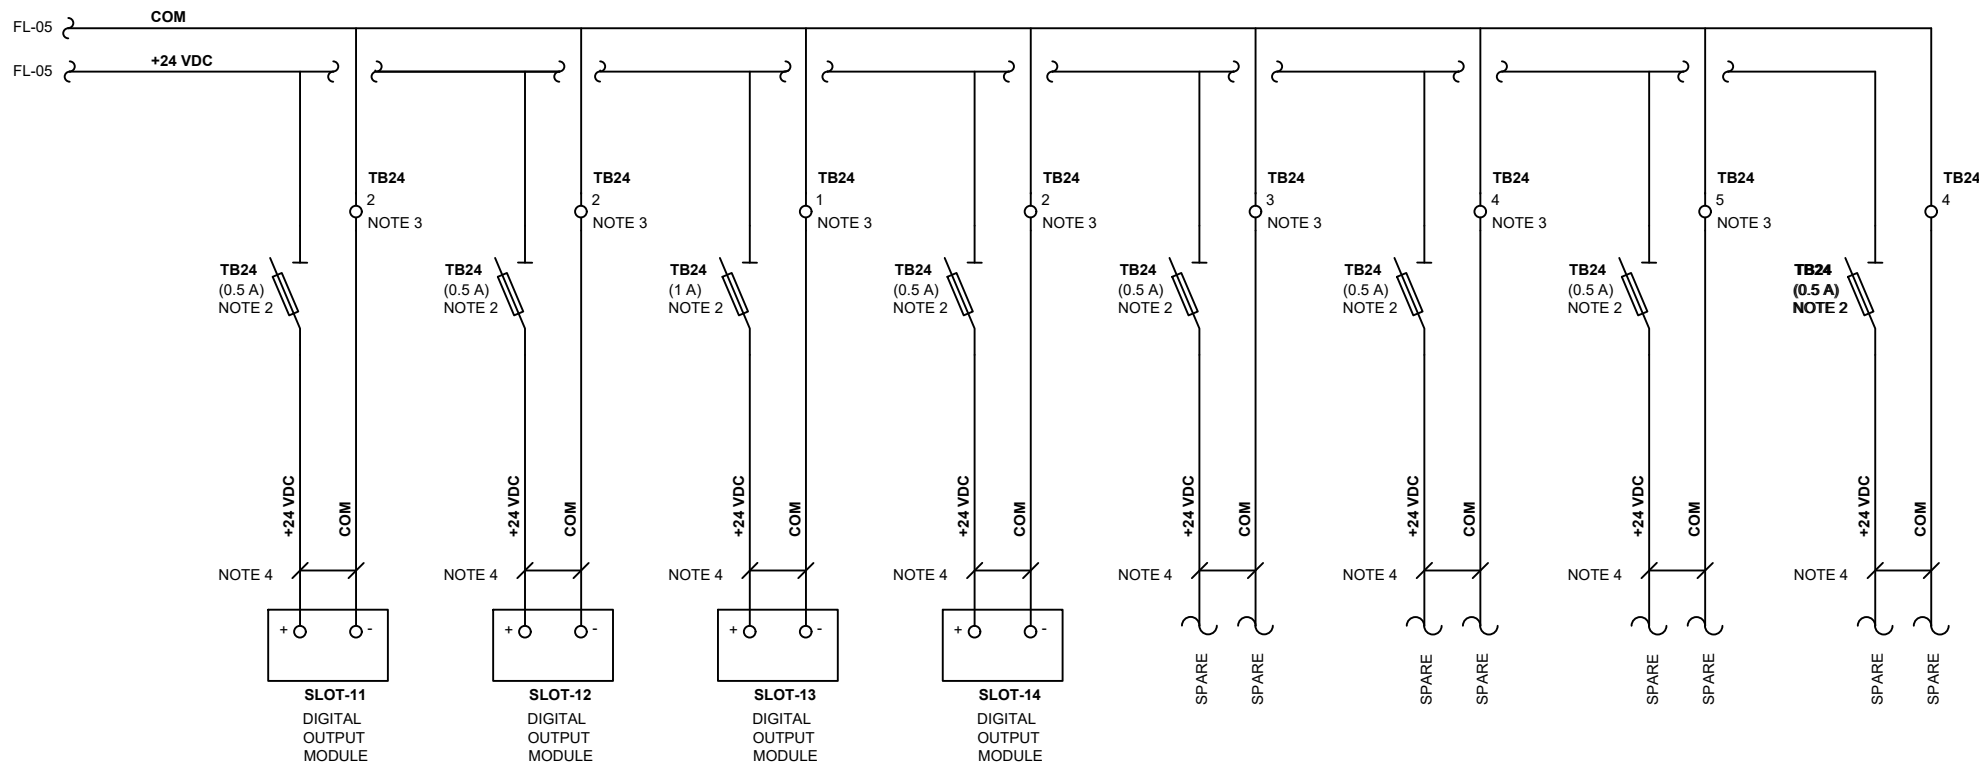 FL-05
COM
FL-05
+24 VDC
TB24
2
NOTE 3
TB24
2
NOTE 3
TB24
1
NOTE 3
TB24
2
NOTE 3
TB24
3
NOTE 3
TB24
4
NOTE 3
TB24
5
NOTE 3
TB24
4
TB24
(0.5 A)
NOTE 2
TB24
(0.5 A)
NOTE 2
TB24
(1 A)
NOTE 2
TB24
(0.5 A)
NOTE 2
TB24
(0.5 A)
NOTE 2
TB24
(0.5 A)
NOTE 2
TB24
(0.5 A)
NOTE 2
TB24
(0.5 A)
NOTE 2
+24 VDC
COM
+24 VDC
COM
+24 VDC
COM
+24 VDC
COM
+24 VDC
COM
+24 VDC
COM
+24 VDC
COM
+24 VDC
COM
NOTE 4
NOTE 4
NOTE 4
NOTE 4
NOTE 4
NOTE 4
NOTE 4
NOTE 4
+ -
+ -
+ -
+ -
SLOT-11
DIGITAL
OUTPUT
MODULE
SLOT-12
DIGITAL
OUTPUT
MODULE
SLOT-13
DIGITAL
OUTPUT
MODULE
SLOT-14
DIGITAL
OUTPUT
MODULE
SPARE
SPARE
SPARE
SPARE
SPARE
SPARE
SPARE
SPARE